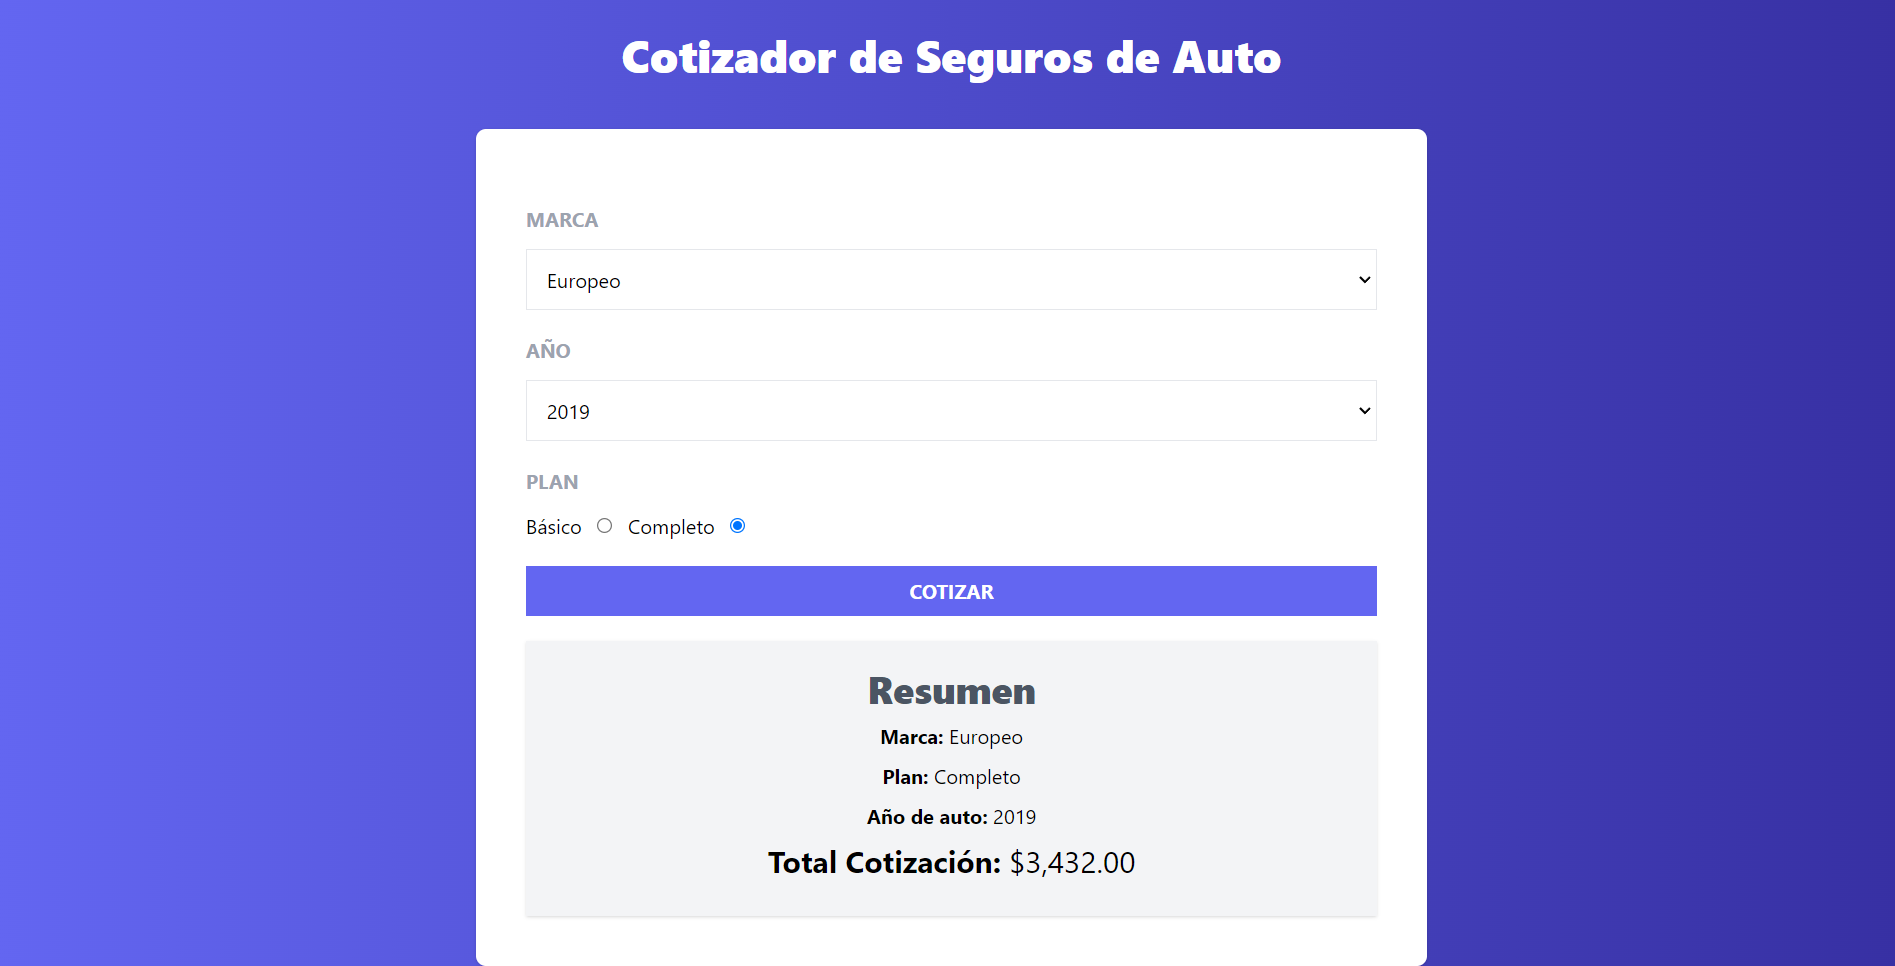 Cotizador de Seguros de Auto
MARCA
Europeo
AÑO
2019
PLAN
Básico Completo
COTIZAR
Resumen
Marca: Europeo
Plan: Completo
Año de auto: 2019
Total Cotización: $3,432.00